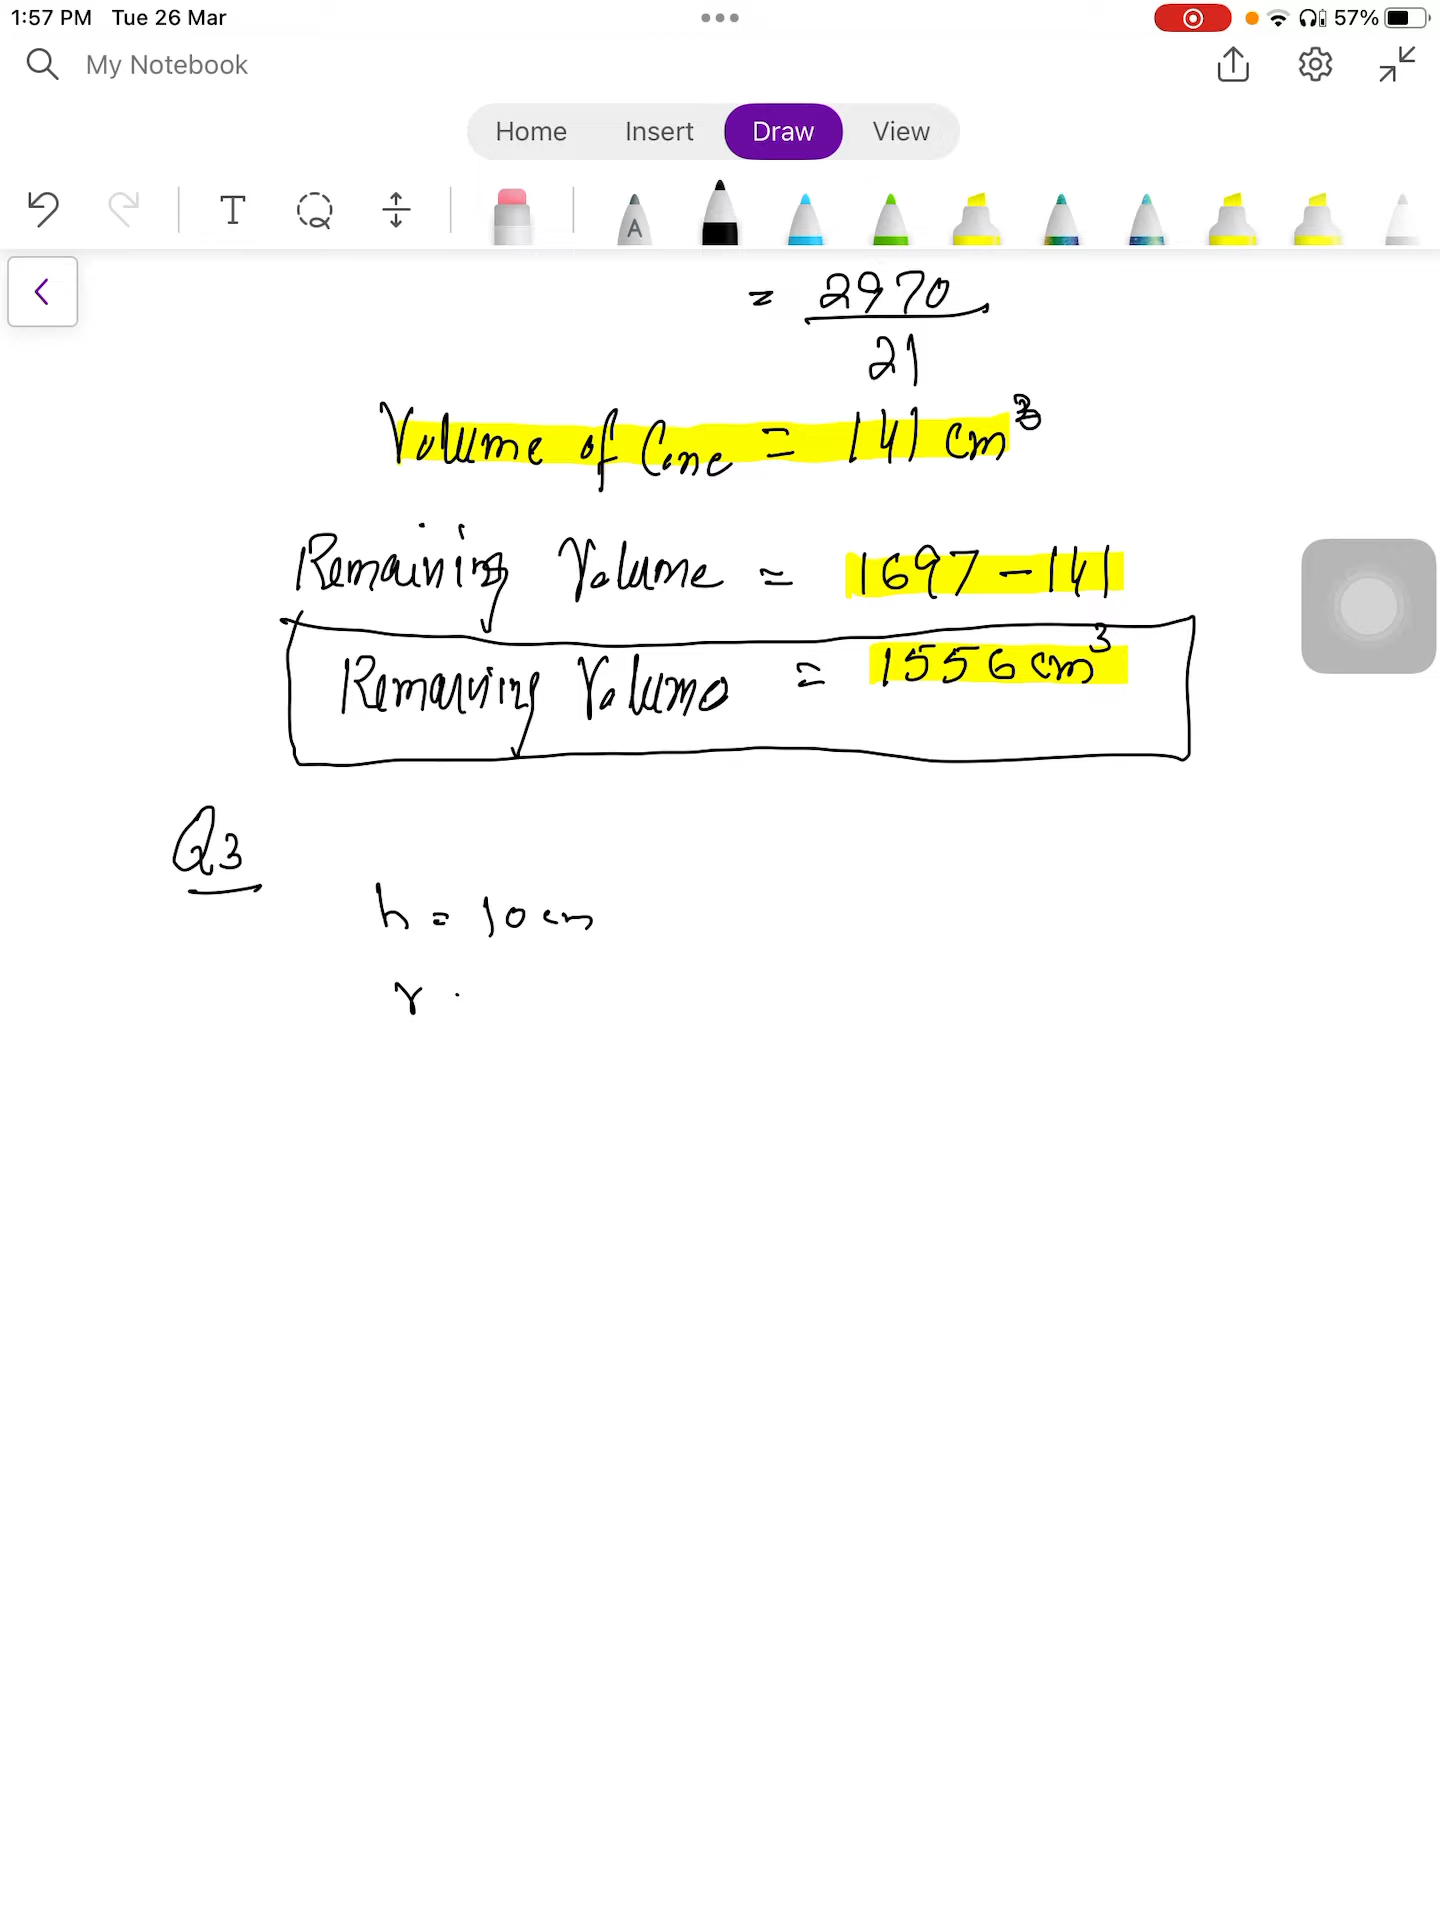 1:57 PM Tue 26 Mar 57%
My Notebook
Home Insert Draw View
T A
= 2970
21
Volume of Cone = 141 cm³
Remaining Volume = 1697 - 141
Remaining Volume = 1556 cm³
Q3
h = 10 cm
r